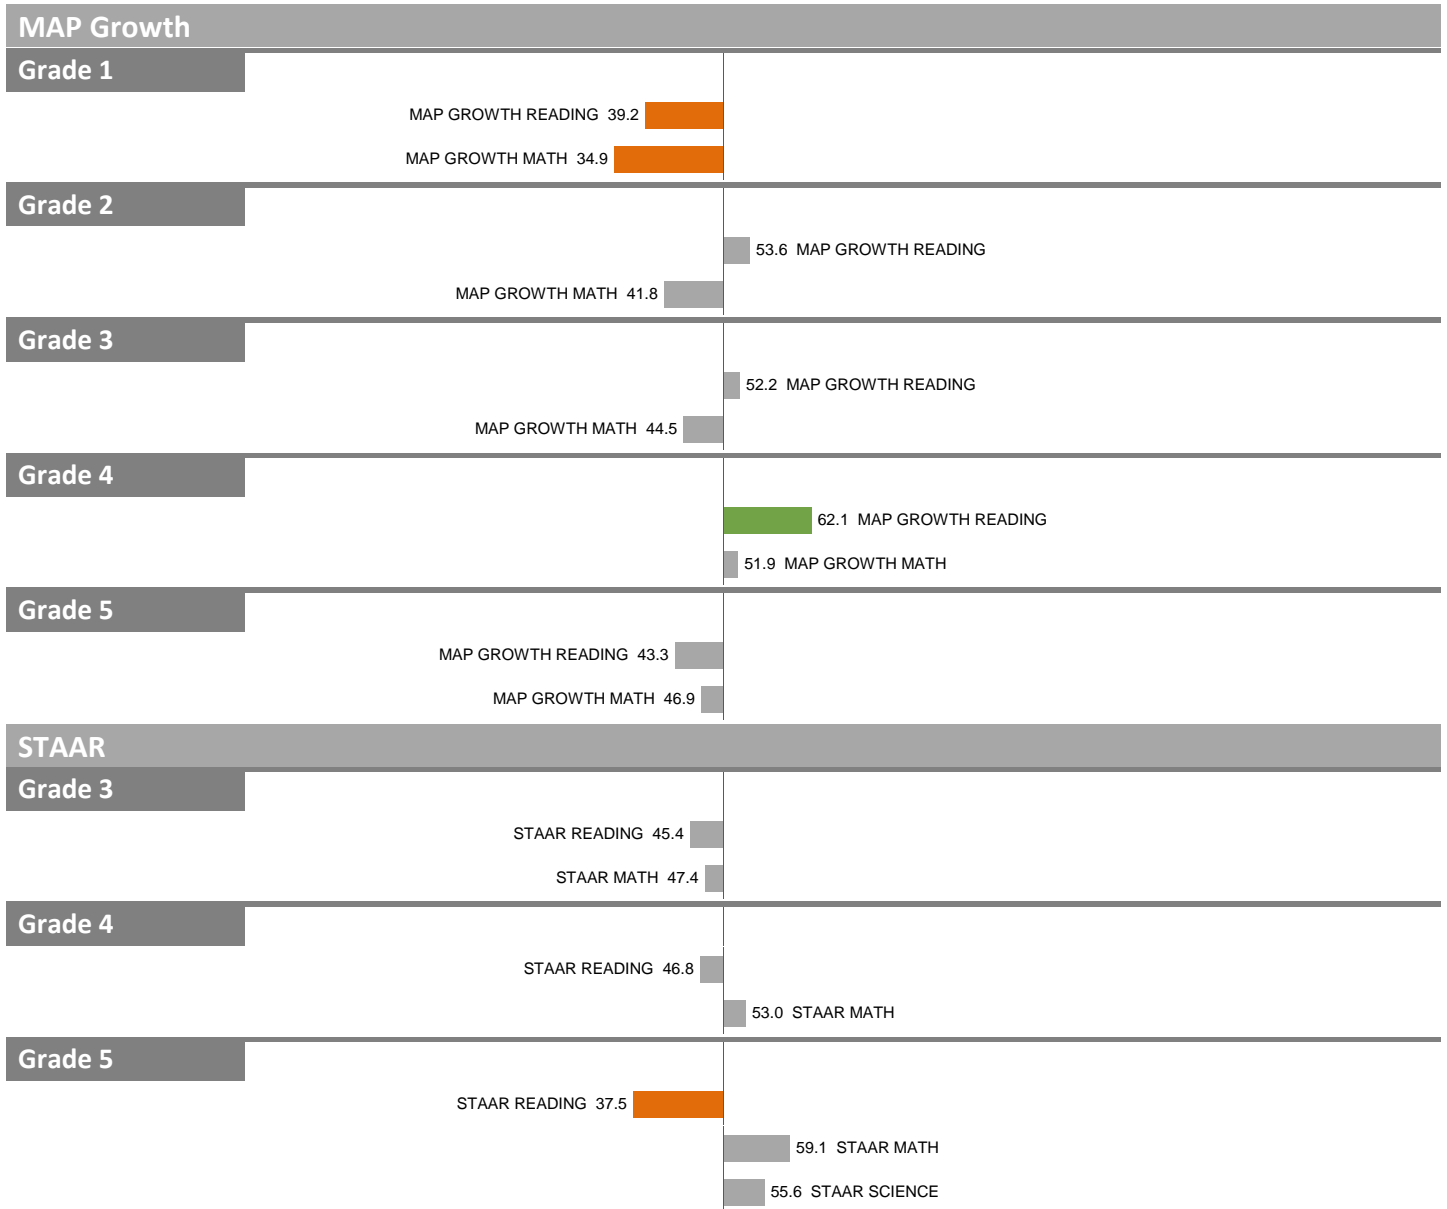 MAP Growth
Grade 1
MAP GROWTH READING 39.2
MAP GROWTH MATH 34.9
Grade 2
53.6 MAP GROWTH READING
MAP GROWTH MATH 41.8
Grade 3
52.2 MAP GROWTH READING
MAP GROWTH MATH 44.5
Grade 4
62.1 MAP GROWTH READING
51.9 MAP GROWTH MATH
Grade 5
MAP GROWTH READING 43.3
MAP GROWTH MATH 46.9
STAAR
Grade 3
STAAR READING 45.4
STAAR MATH 47.4
Grade 4
STAAR READING 46.8
53.0 STAAR MATH
Grade 5
STAAR READING 37.5
59.1 STAAR MATH
55.6 STAAR SCIENCE